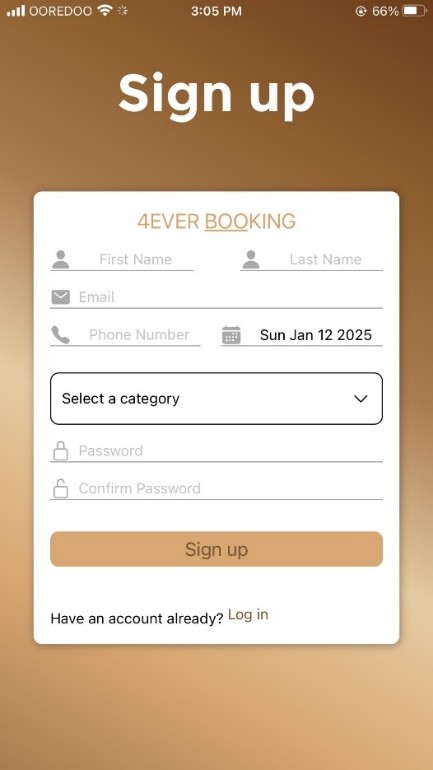 OOREDOO 3:05 PM 66%
Sign up
4EVER BOOKING
First Name Last Name
Email
Phone Number Sun Jan 12 2025
Select a category
Password
Confirm Password
Sign up
Have an account already? Log in